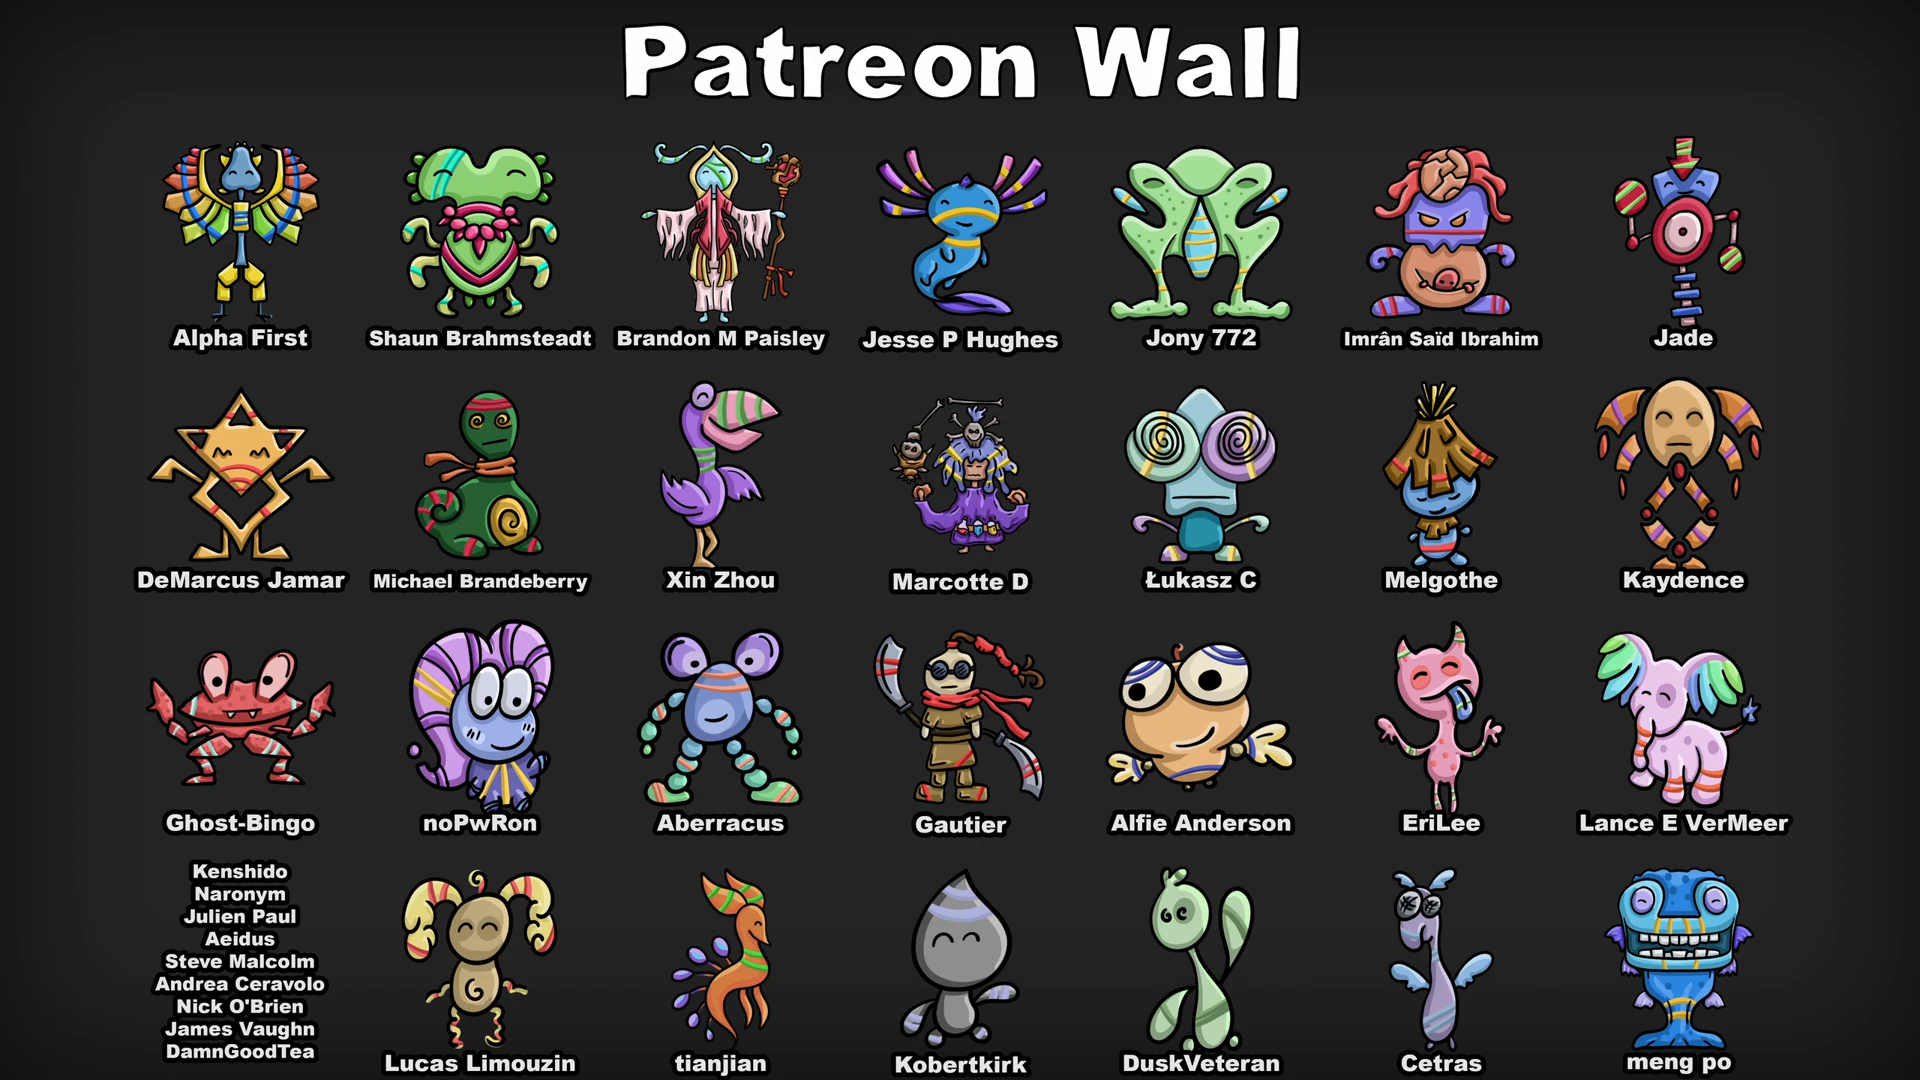 Patreon Wall
Alpha First
Shaun Brahmsteadt
Brandon M Paisley
Jesse P Hughes
Jony 772
Imrân Saïd Ibrahim
Jade
DeMarcus Jamar
Michael Brandeberry
Xin Zhou
Marcotte D
Łukasz C
Melgothe
Kaydence
Ghost-Bingo
noPwRon
Aberracus
Gautier
Alfie Anderson
EriLee
Lance E VerMeer
Kenshido
Naronym
Julien Paul
Aeidus
Steve Malcolm
Andrea Ceravolo
Nick O'Brien
James Vaughn
DamnGoodTea
Lucas Limouzin
tianjian
Kobertkirk
DuskVeteran
Cetras
meng po